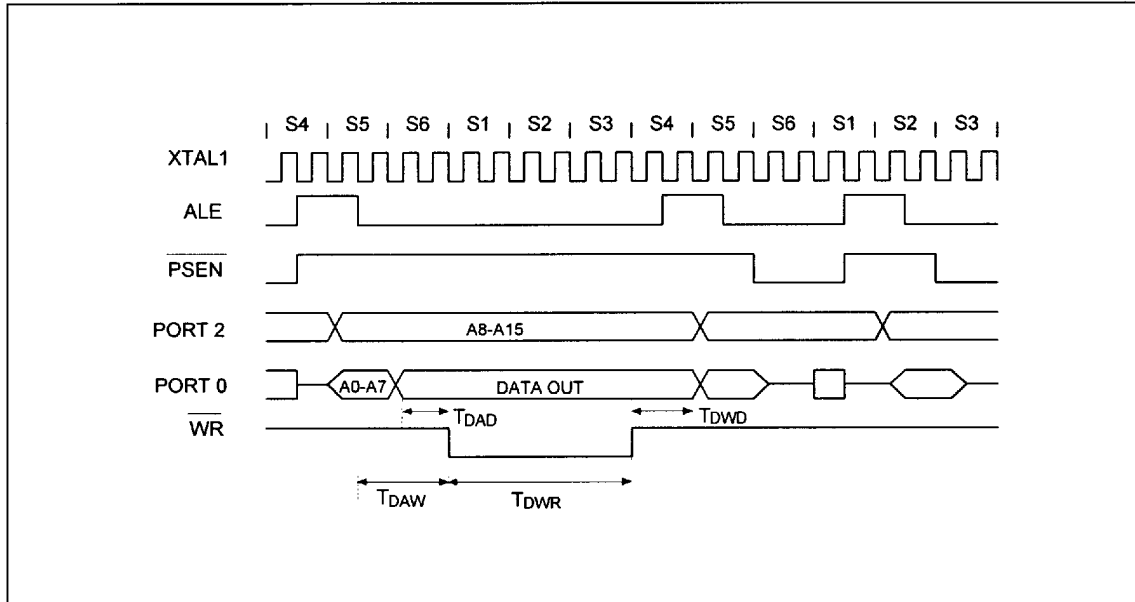 S4 S5 S6 S1 S2 S3 S4 S5 S6 S1 S2 S3
XTAL1
ALE
PSEN
PORT 2 A8-A15
PORT 0 A0-A7 DATA OUT
TDAD TDWD
WR
TDAW TDWR